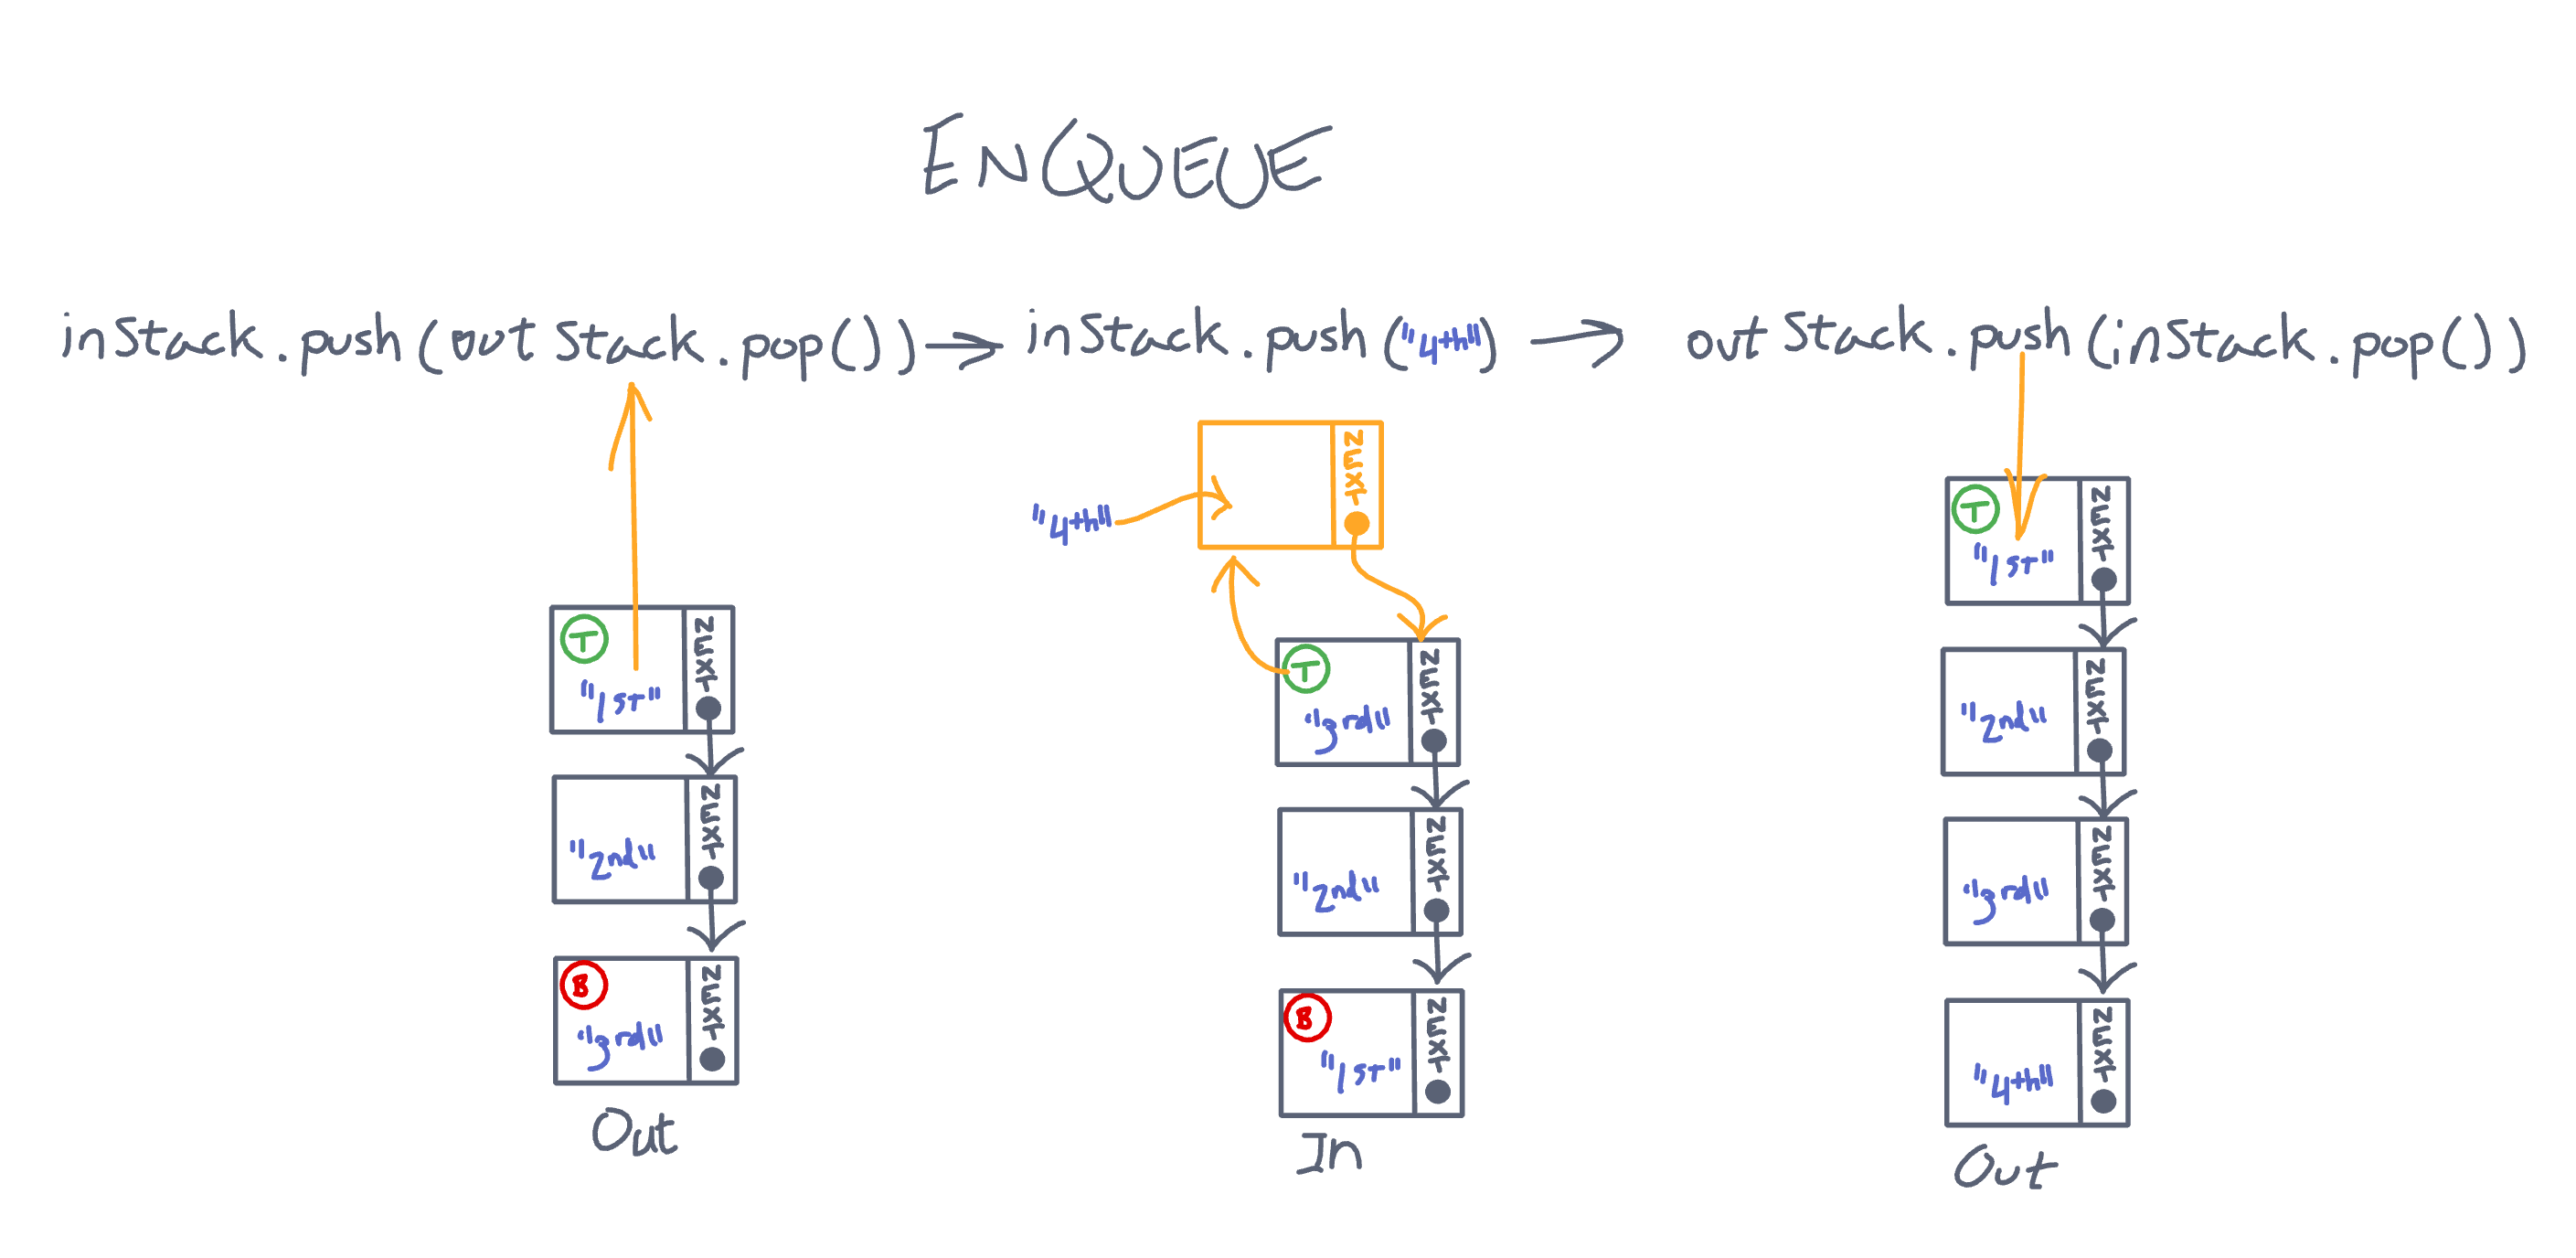 ENQUEUE
inStack.push(outStack.pop()) → inStack.push("4th") → outStack.push(inStack.pop())
T
"1st"
NEXT
"2nd"
NEXT
B
"3rd"
NEXT
Out
"4th"
NEXT
T
"3rd"
NEXT
"2nd"
NEXT
B
"1st"
NEXT
In
T
"1st"
NEXT
"2nd"
NEXT
"3rd"
NEXT
"4th"
NEXT
Out